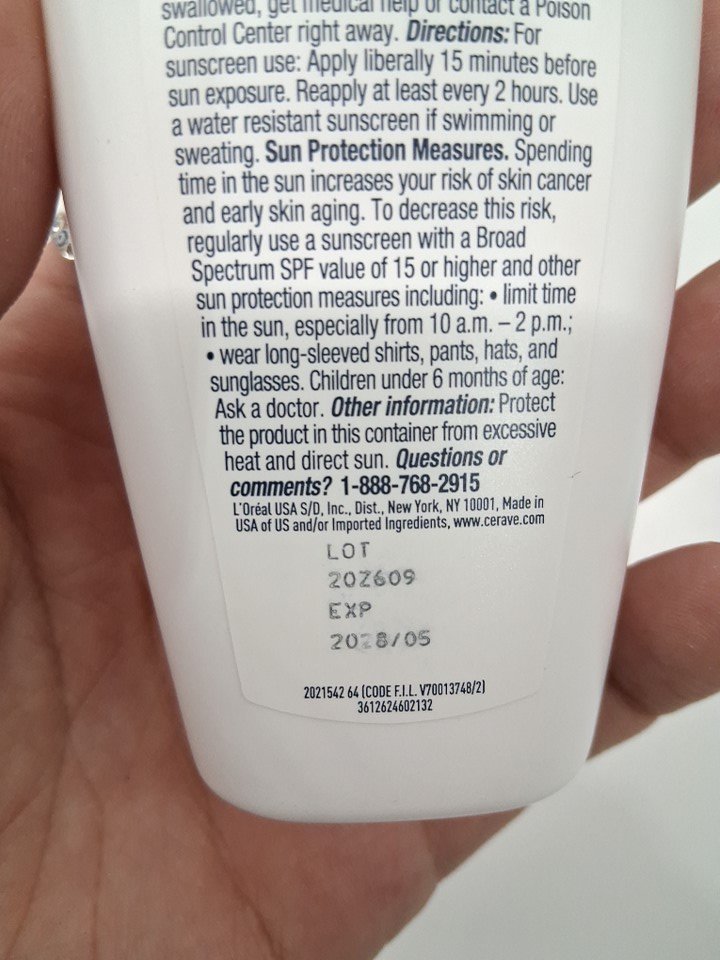 swallowed, get medical help or contact a Poison
Control Center right away. Directions: For
sunscreen use: Apply liberally 15 minutes before
sun exposure. Reapply at least every 2 hours. Use
a water resistant sunscreen if swimming or
sweating. Sun Protection Measures. Spending
time in the sun increases your risk of skin cancer
and early skin aging. To decrease this risk,
regularly use a sunscreen with a Broad
Spectrum SPF value of 15 or higher and other
sun protection measures including: • limit time
in the sun, especially from 10 a.m. – 2 p.m.;
• wear long-sleeved shirts, pants, hats, and
sunglasses. Children under 6 months of age:
Ask a doctor. Other information: Protect
the product in this container from excessive
heat and direct sun. Questions or
comments? 1-888-768-2915
L'Oréal USA S/D, Inc., Dist., New York, NY 10001, Made in
USA of US and/or Imported Ingredients, www.cerave.com
LOT
20Z609
EXP
2028/05
2021542 64 (CODE F.I.L. V70013748/2)
3612624602132